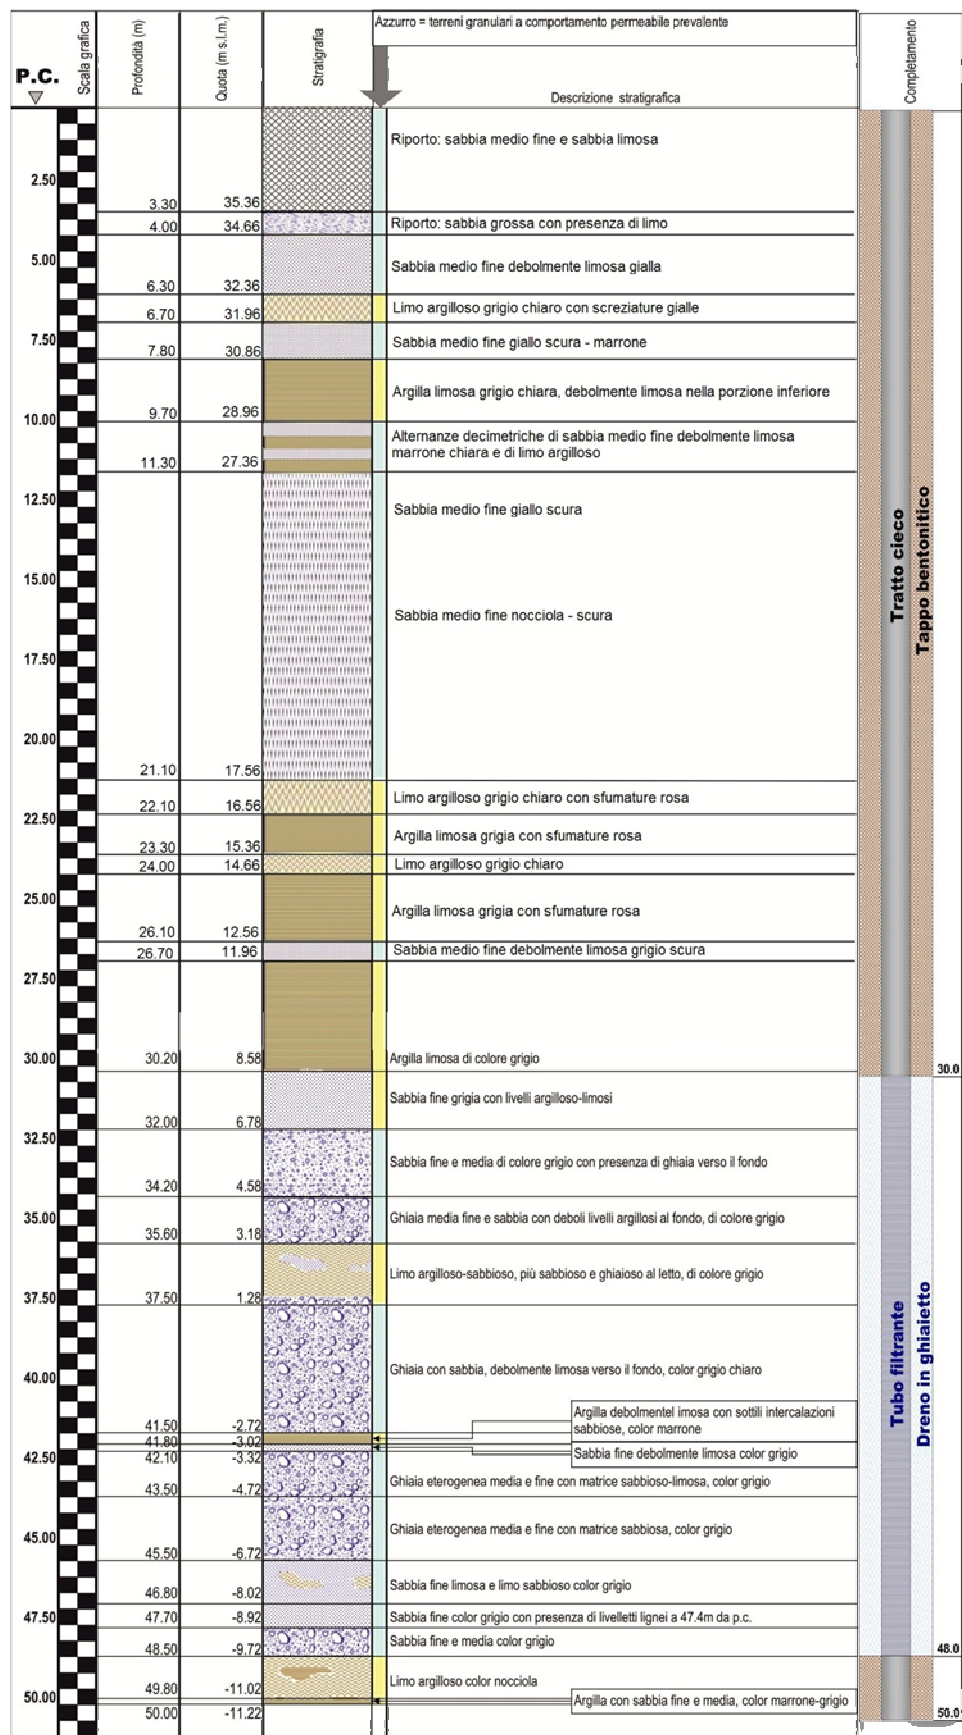 Azzurro = terreni granulari a comportamento permeabile prevalente
P.C.
Scala grafica
Profondità (m)
Quota (m s.l.m.)
Stratigrafia
Descrizione stratigrafica
Completamento
Riporto: sabbia medio fine e sabbia limosa
2.50
3.30 35.36
4.00 34.66 Riporto: sabbia grossa con presenza di limo
5.00
Sabbia medio fine debolmente limosa gialla
6.30 32.36
6.70 31.96 Limo argilloso grigio chiaro con screziature gialle
7.50
7.80 30.86 Sabbia medio fine giallo scura - marrone
Argilla limosa grigio chiara, debolmente limosa nella porzione inferiore
9.70 28.96
10.00
Alternanze decimetriche di sabbia medio fine debolmente limosa
marrone chiara e di limo argilloso
11.30 27.36
12.50
Sabbia medio fine giallo scura
15.00
Sabbia medio fine nocciola - scura
17.50
20.00
21.10 17.56
Limo argilloso grigio chiaro con sfumature rosa
22.10 16.56
22.50
Argilla limosa grigia con sfumature rosa
23.30 15.36
24.00 14.66 Limo argilloso grigio chiaro
25.00
Argilla limosa grigia con sfumature rosa
26.10 12.56
26.70 11.96 Sabbia medio fine debolmente limosa grigio scura
27.50
30.00 30.20 8.58 Argilla limosa di colore grigio
30.0
Tratto cieco
Tappo bentonitico
Sabbia fine grigia con livelli argilloso-limosi
32.00 6.78
32.50
Sabbia fine e media di colore grigio con presenza di ghiaia verso il fondo
34.20 4.58
35.00 Ghiaia media fine e sabbia con deboli livelli argillosi al fondo, di colore grigio
35.60 3.18
Limo argilloso-sabbioso, più sabbioso e ghiaioso al letto, di colore grigio
37.50 37.50 1.28
Ghiaia con sabbia, debolmente limosa verso il fondo, color grigio chiaro
40.00
Argilla debolmentel imosa con sottili intercalazioni
sabbiose, color marrone
41.50 -2.72
41.80 -3.02
Sabbia fine debolmente limosa color grigio
42.50 42.10 -3.32
Ghiaia eterogenea media e fine con matrice sabbioso-limosa, color grigio
43.50 -4.72
Ghiaia eterogenea media e fine con matrice sabbiosa, color grigio
45.00
45.50 -6.72
Sabbia fine limosa e limo sabbioso color grigio
46.80 -8.02
47.50 47.70 -8.92 Sabbia fine color grigio con presenza di livelletti lignei a 47.4m da p.c.
Sabbia fine e media color grigio
48.50 -9.72
48.0
Tubo filtrante
Dreno in ghiaietto
Limo argilloso color nocciola
49.80 -11.02
50.00
Argilla con sabbia fine e media, color marrone-grigio
50.00 -11.22
50.0